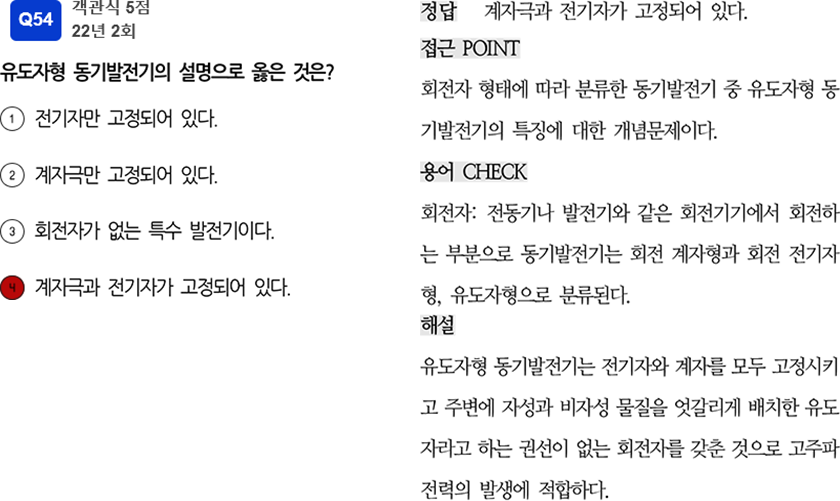 Q54
객관식 5점
22년 2회
유도자형 동기발전기의 설명으로 옳은 것은?
1 전기자만 고정되어 있다.
2 계자극만 고정되어 있다.
3 회전자가 없는 특수 발전기이다.
4 계자극과 전기자가 고정되어 있다.
정답 계자극과 전기자가 고정되어 있다.
접근 POINT
회전자 형태에 따라 분류한 동기발전기 중 유도자형 동
기발전기의 특징에 대한 개념문제이다.
용어 CHECK
회전자: 전동기나 발전기와 같은 회전기기에서 회전하
는 부분으로 동기발전기는 회전 계자형과 회전 전기자
형, 유도자형으로 분류된다.
해설
유도자형 동기발전기는 전기자와 계자를 모두 고정시키
고 주변에 자성과 비자성 물질을 엇갈리게 배치한 유도
자라고 하는 권선이 없는 회전자를 갖춘 것으로 고주파
전력의 발생에 적합하다.